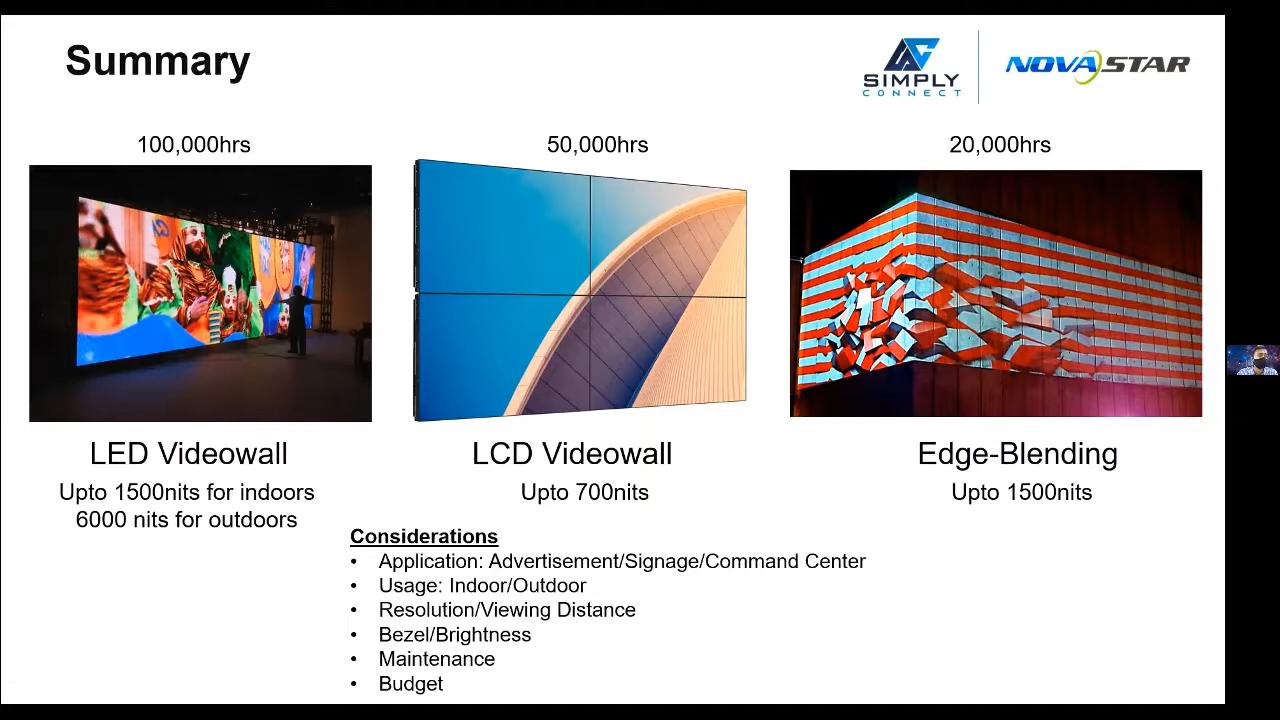 Summary
SIMPLY
CONNECT
NOVASTAR
100,000hrs
50,000hrs
20,000hrs
LED Videowall
LCD Videowall
Edge-Blending
Upto 1500nits for indoors
6000 nits for outdoors
Upto 700nits
Upto 1500nits
Considerations
• Application: Advertisement/Signage/Command Center
• Usage: Indoor/Outdoor
• Resolution/Viewing Distance
• Bezel/Brightness
• Maintenance
• Budget